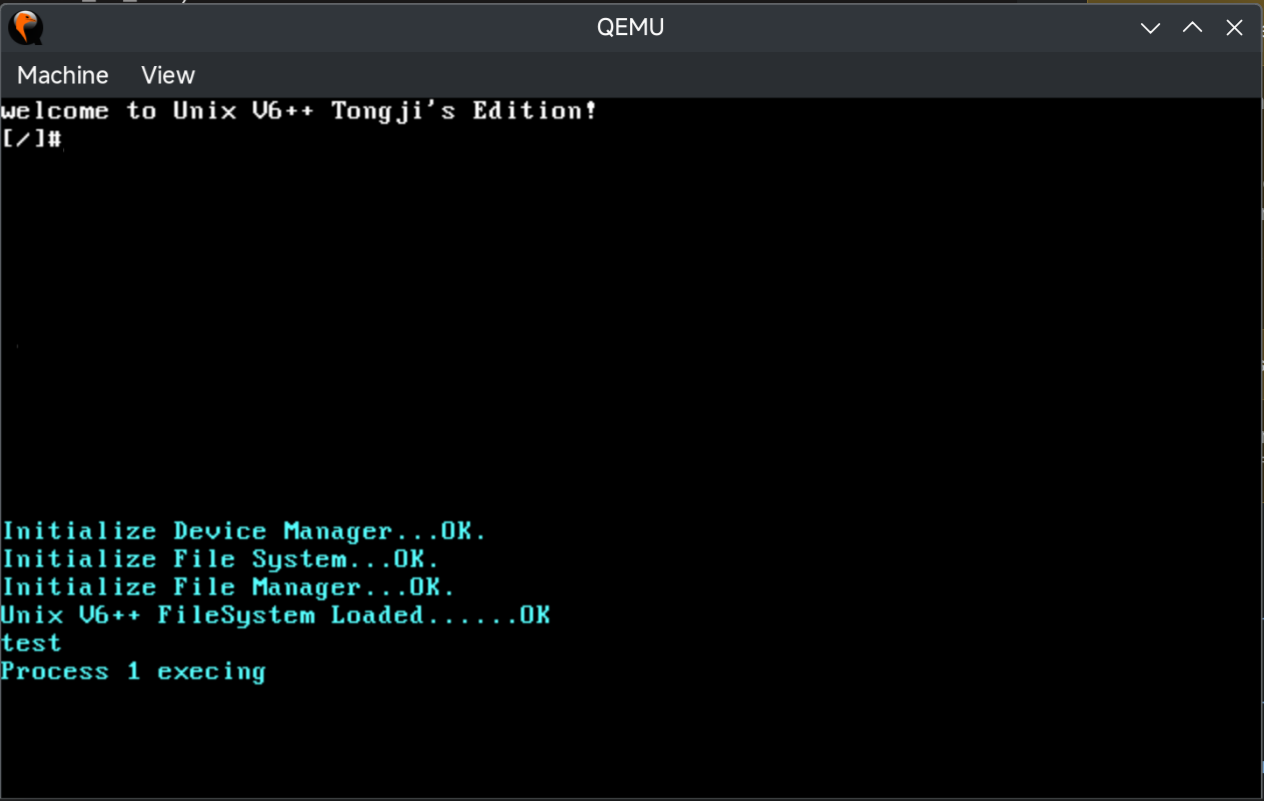 QEMU
Machine View
welcome to Unix V6++ Tongji's Edition!
[/]#
Initialize Device Manager...OK.
Initialize File System...OK.
Initialize File Manager...OK.
Unix V6++ FileSystem Loaded......OK
test
Process 1 execing